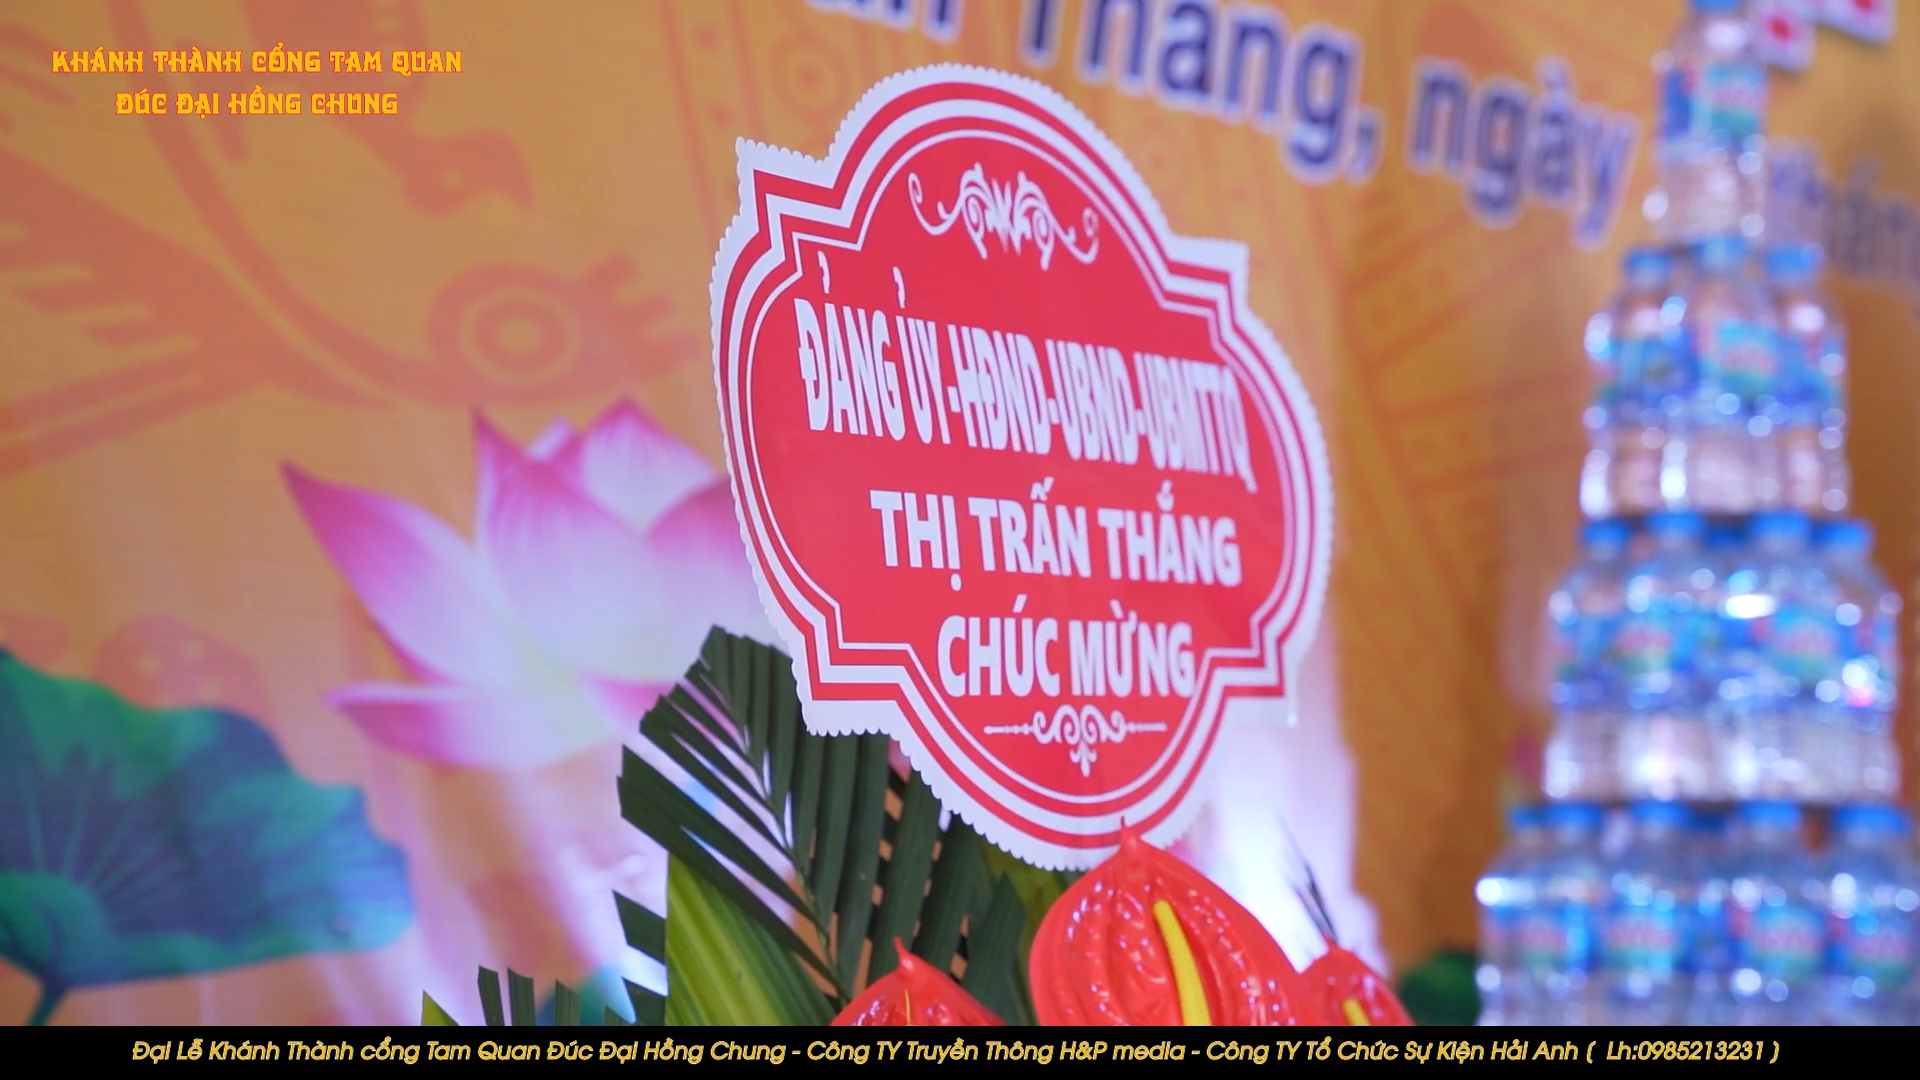 KHÁNH THÀNH CỔNG TAM QUAN
ĐÚC ĐẠI HỒNG CHUNG
Thắng, ngày
ĐẢNG ỦY-HĐND-UBND-UBMTTQ
THỊ TRẤN THẮNG
CHÚC MỪNG
Đại Lễ Khánh Thành cổng Tam Quan Đúc Đại Hồng Chung - Công TY Truyền Thông H&P media - Công TY Tổ Chức Sự Kiện Hải Anh ( Lh:0985213231 )